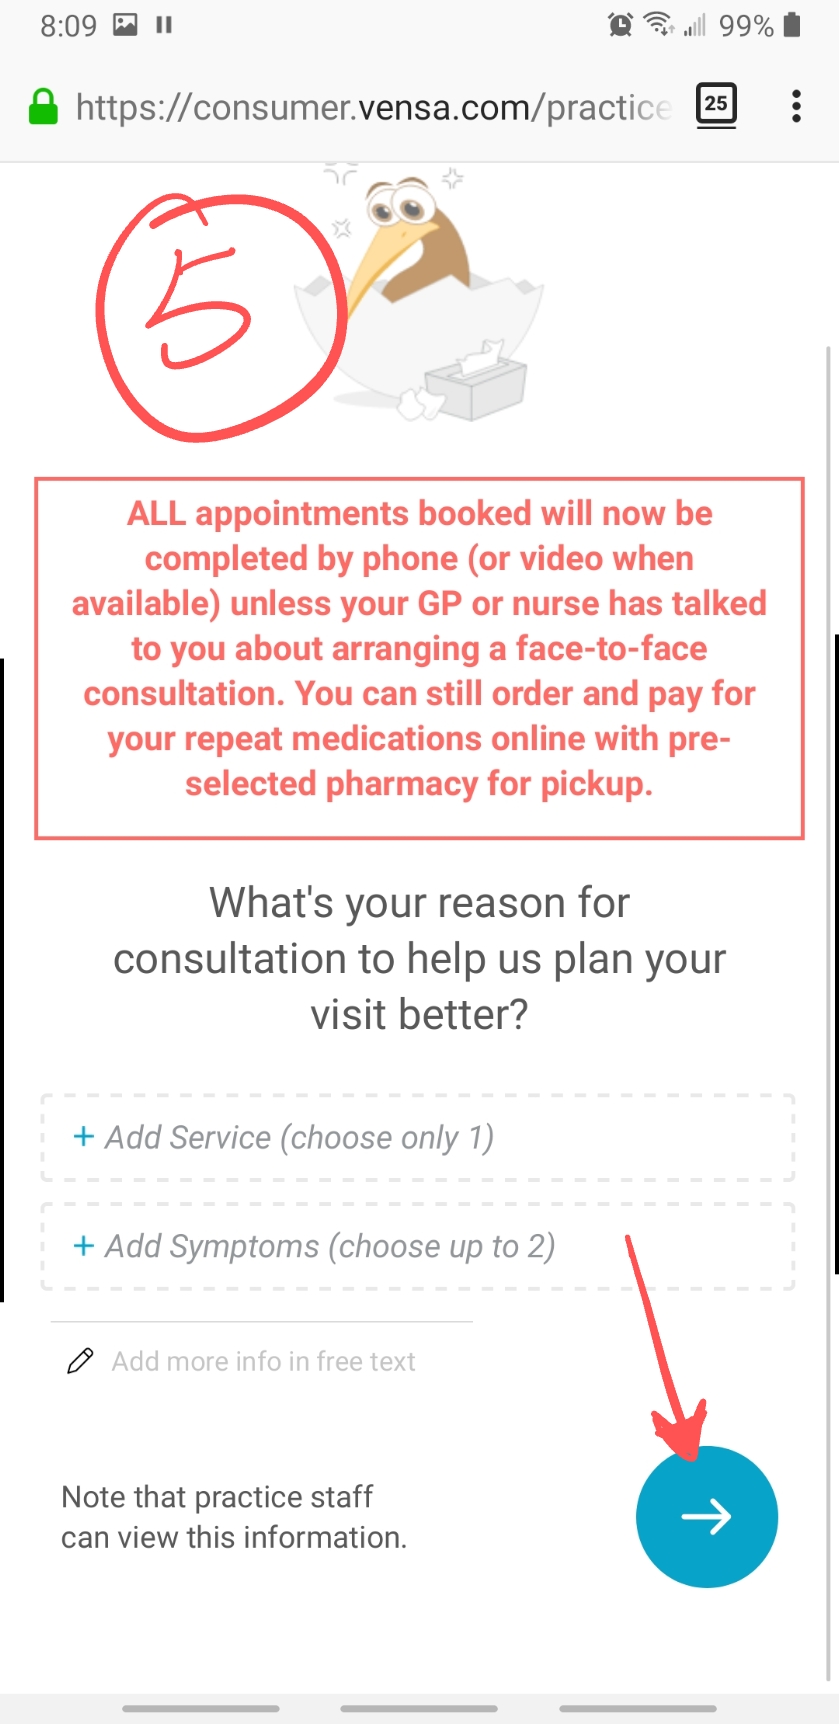 8:09
99%
https://consumer.vensa.com/practice
25
5
ALL appointments booked will now be
completed by phone (or video when
available) unless your GP or nurse has talked
to you about arranging a face-to-face
consultation. You can still order and pay for
your repeat medications online with pre-
selected pharmacy for pickup.
What's your reason for
consultation to help us plan your
visit better?
+ Add Service (choose only 1)
+ Add Symptoms (choose up to 2)
Add more info in free text
Note that practice staff
can view this information.